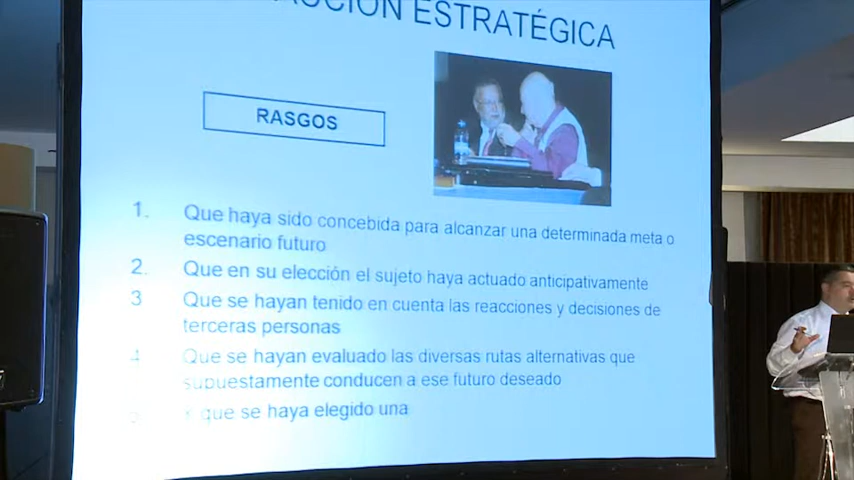 ACCIÓN ESTRATÉGICA
RASGOS
1. Que haya sido concebida para alcanzar una determinada meta o
escenario futuro
2. Que en su elección el sujeto haya actuado anticipativamente
3 Que se hayan tenido en cuenta las reacciones y decisiones de
terceras personas
4 Que se hayan evaluado las diversas rutas alternativas que
supuestamente conducen a ese futuro deseado
que se haya elegido una